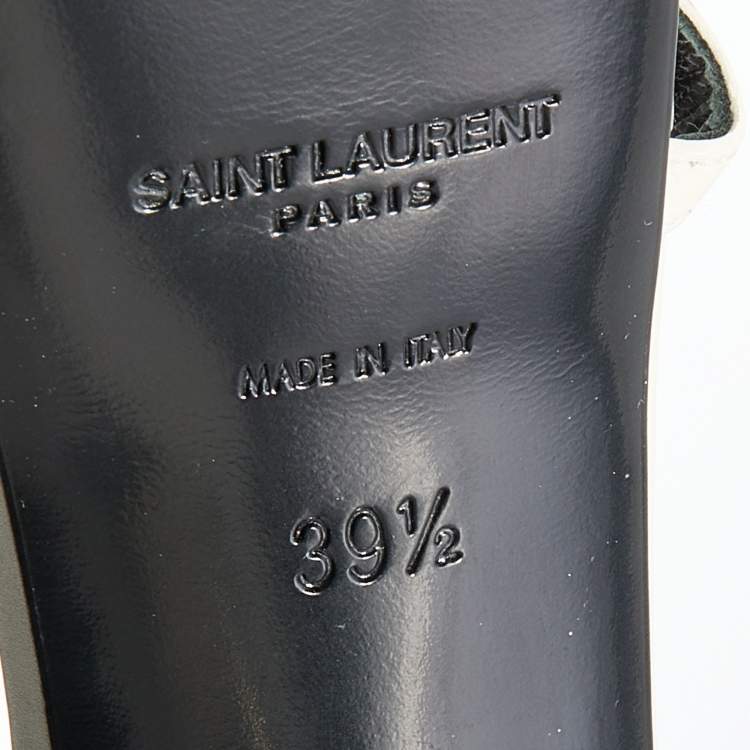 SAINT LAURENT
PARIS
MADE IN ITALY
39½